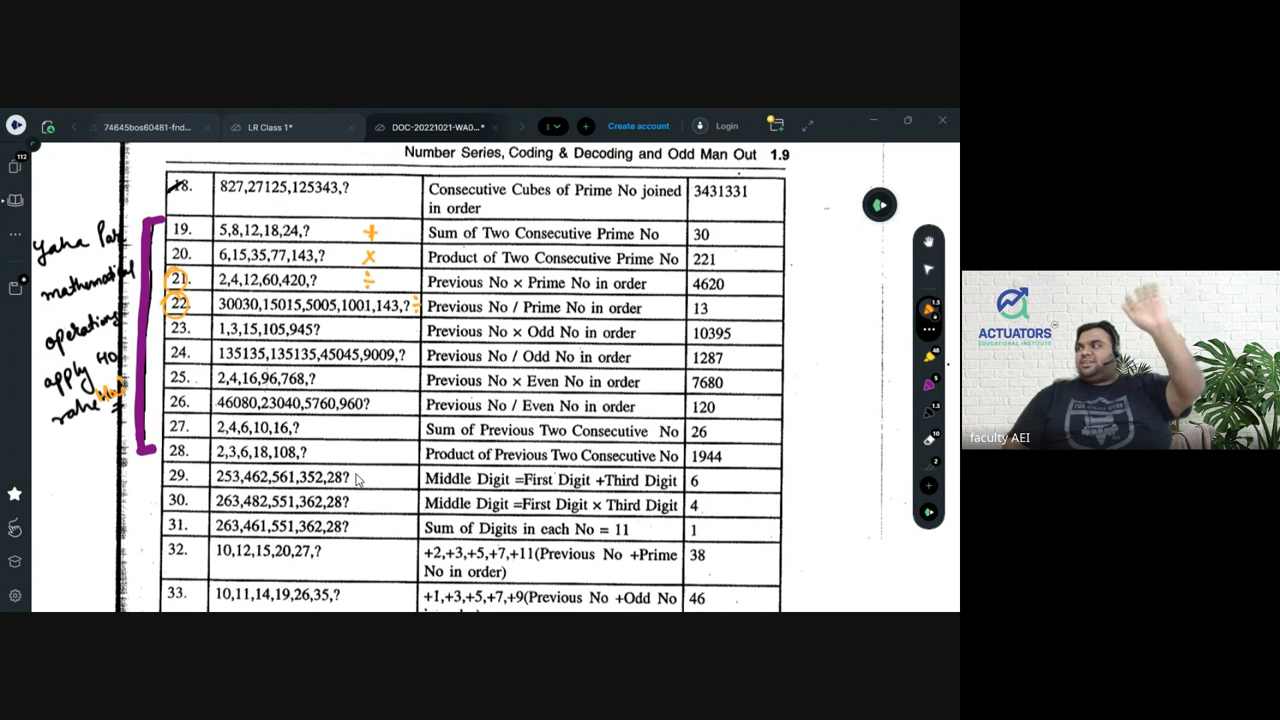 112
74645bos60481-fnd...
LR Class 1*
DOC-20221021-WA0...*
3
Create account
Login
Number Series, Coding & Decoding and Odd Man Out 1.9
18. 827,27125,125343,? Consecutive Cubes of Prime No joined in order 3431331
19. 5,8,12,18,24,? + Sum of Two Consecutive Prime No 30
20. 6,15,35,77,143,? × Product of Two Consecutive Prime No 221
21. 2,4,12,60,420,? ÷ Previous No × Prime No in order 4620
22. 30030,15015,5005,1001,143,? ÷ Previous No / Prime No in order 13
23. 1,3,15,105,945? Previous No × Odd No in order 10395
24. 135135,135135,45045,9009,? Previous No / Odd No in order 1287
25. 2,4,16,96,768,? Previous No × Even No in order 7680
26. 46080,23040,5760,960? Previous No / Even No in order 120
27. 2,4,6,10,16,? Sum of Previous Two Consecutive No 26
28. 2,3,6,18,108,? Product of Previous Two Consecutive No 1944
29. 253,462,561,352,28? Middle Digit =First Digit +Third Digit 6
30. 263,482,551,362,28? Middle Digit =First Digit × Third Digit 4
31. 263,461,551,362,28? Sum of Digits in each No = 11 1
32. 10,12,15,20,27,? +2,+3,+5,+7,+11(Previous No +Prime No in order) 38
33. 10,11,14,19,26,35,? +1,+3,+5,+7,+9(Previous No +Odd No 46
Yaha Par
mathematical
operations
apply HO
rahe
ACTUATORS
EDUCATIONAL INSTITUTE
faculty AEI